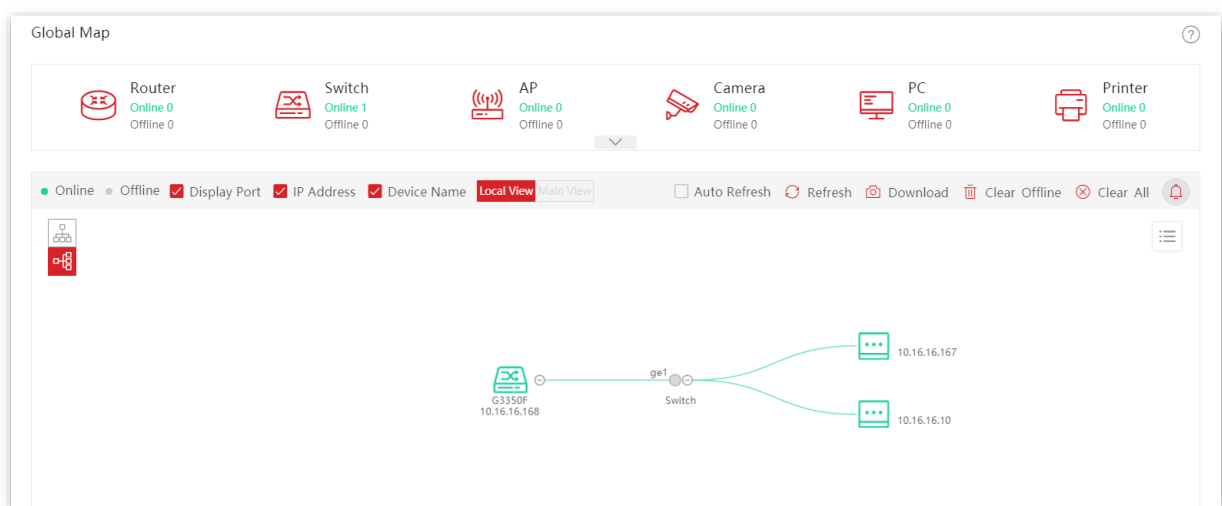 Global Map
Router
Online 0
Offline 0
Switch
Online 1
Offline 0
AP
Online 0
Offline 0
Camera
Online 0
Offline 0
PC
Online 0
Offline 0
Printer
Online 0
Offline 0
Online Offline Display Port IP Address Device Name Local View Main View Auto Refresh Refresh Download Clear Offline Clear All
10.16.16.167
ge1
G3350F
10.16.16.168
Switch
10.16.16.10